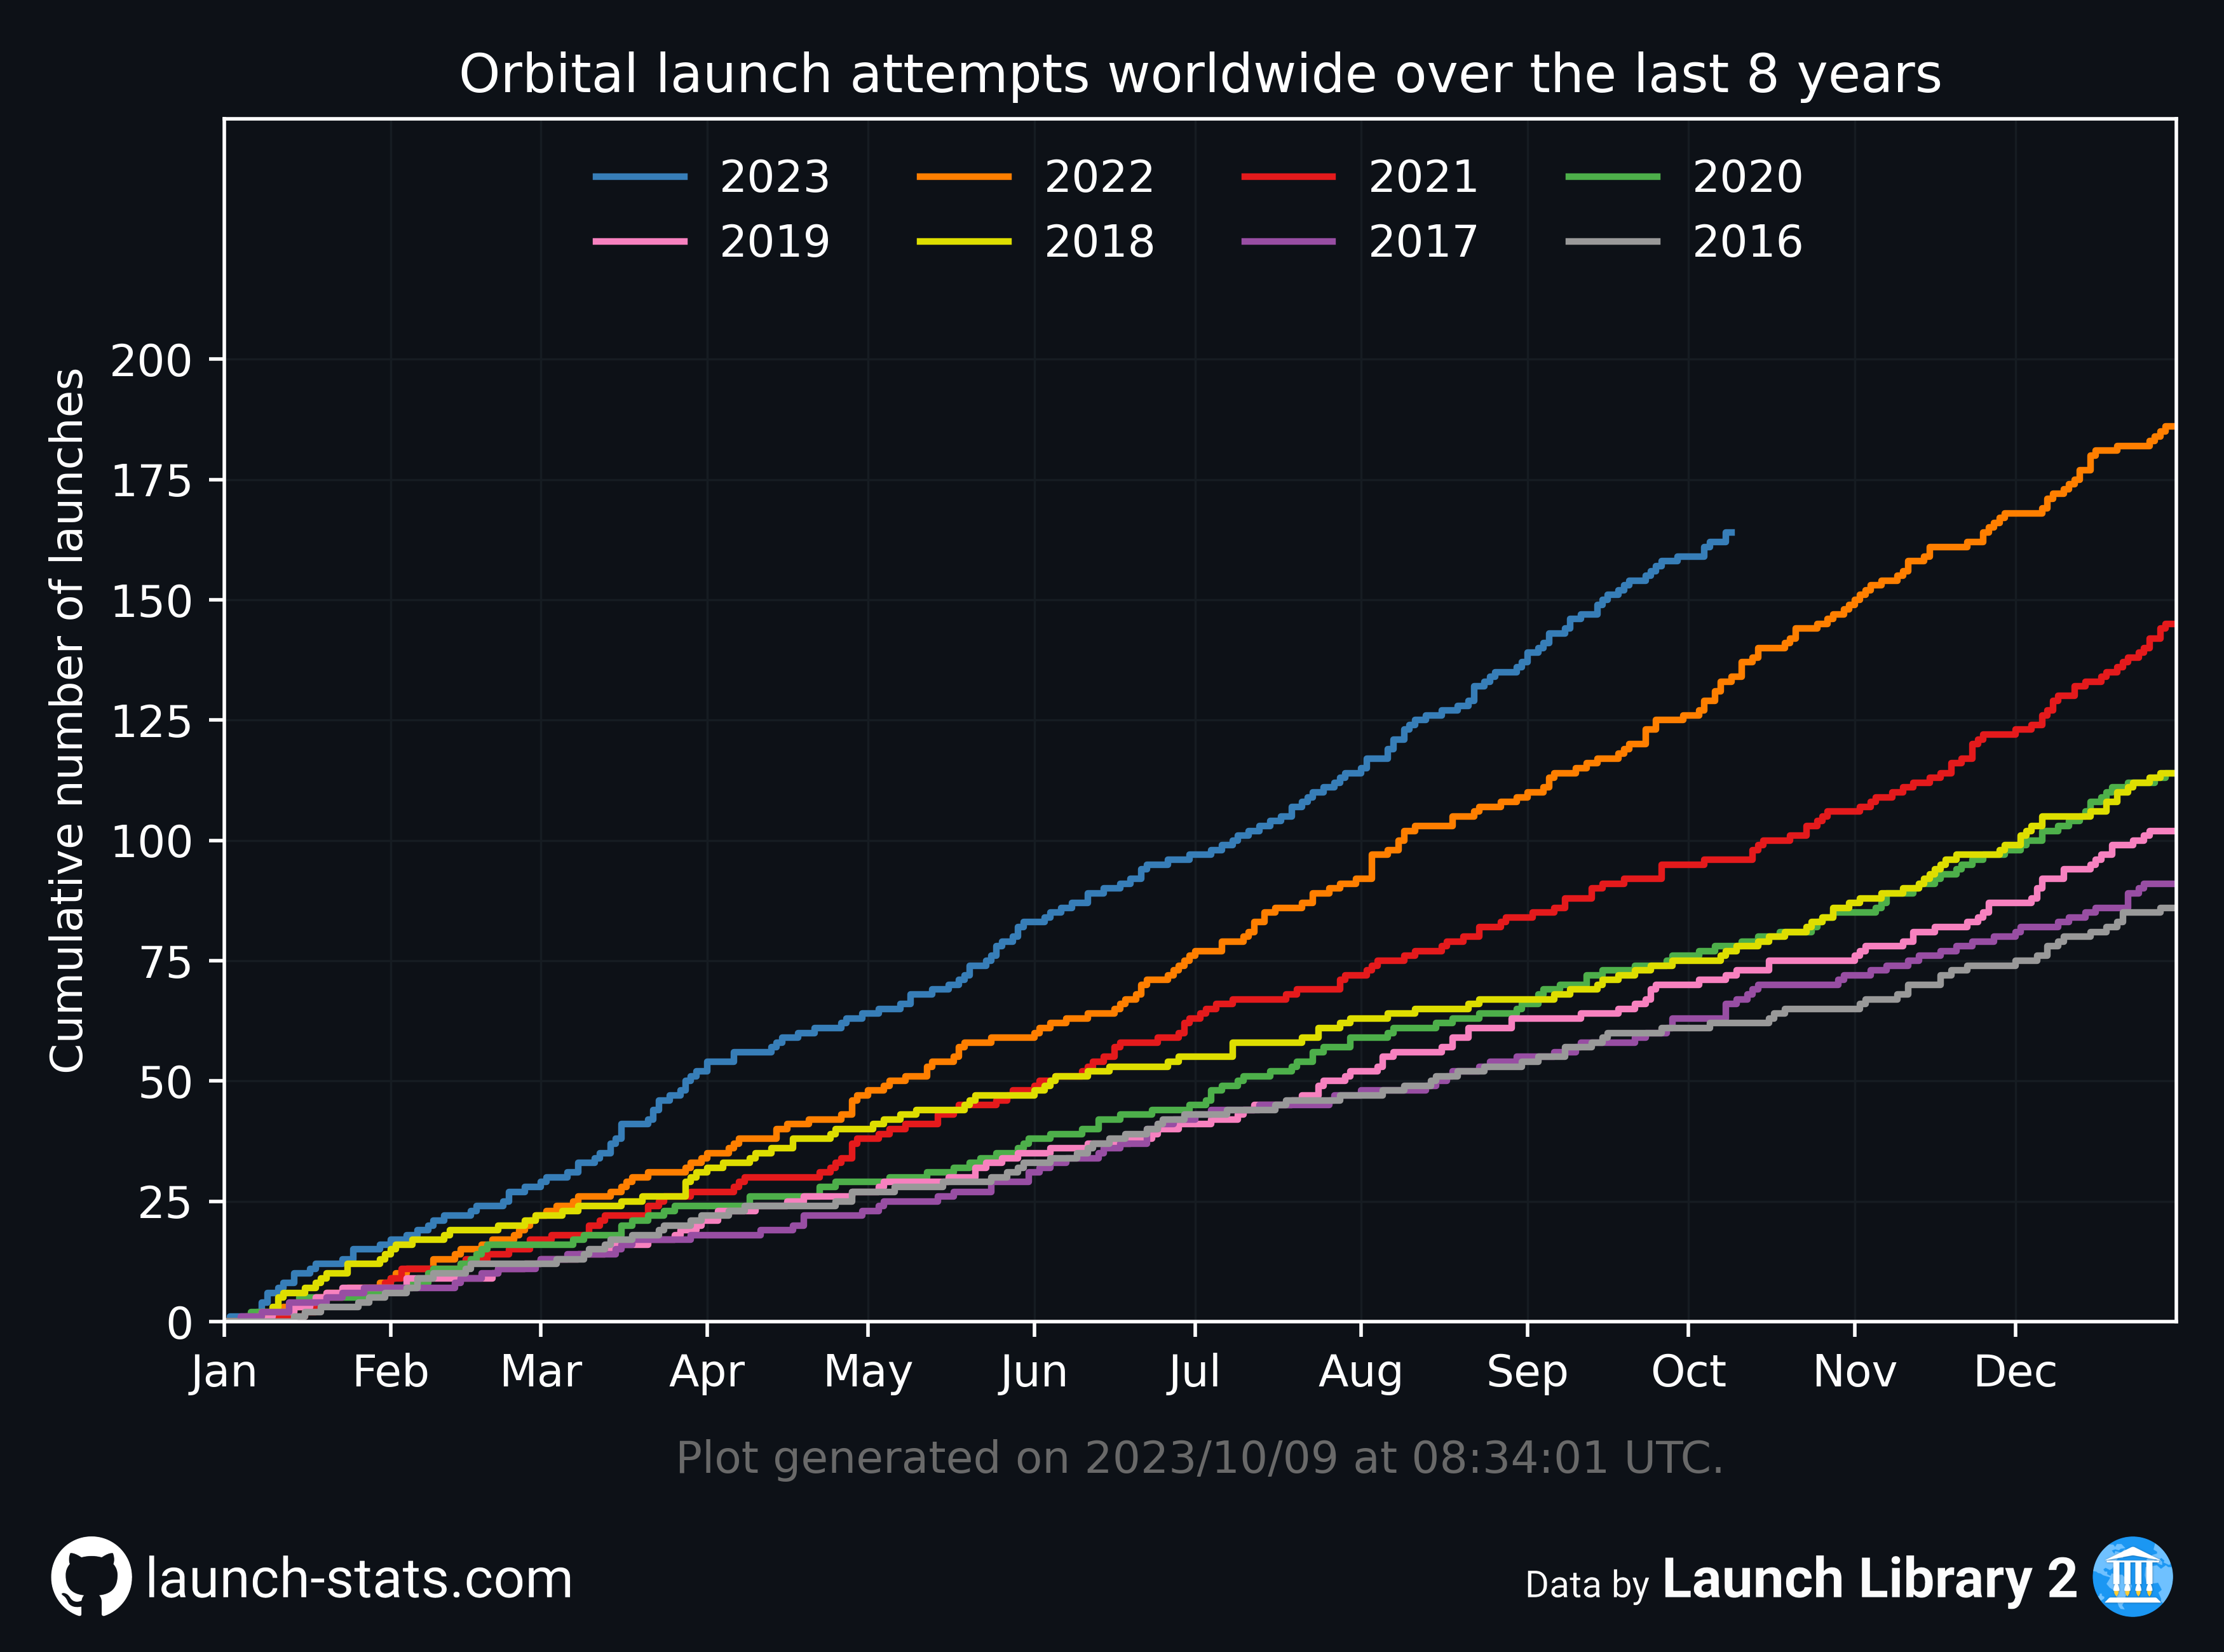 Orbital launch attempts worldwide over the last 8 years
2023 2022 2021 2020
2019 2018 2017 2016
Cumulative number of launches
200
175
150
125
100
75
50
25
0
Jan Feb Mar Apr May Jun Jul Aug Sep Oct Nov Dec
Plot generated on 2023/10/09 at 08:34:01 UTC.
launch-stats.com
Data by Launch Library 2